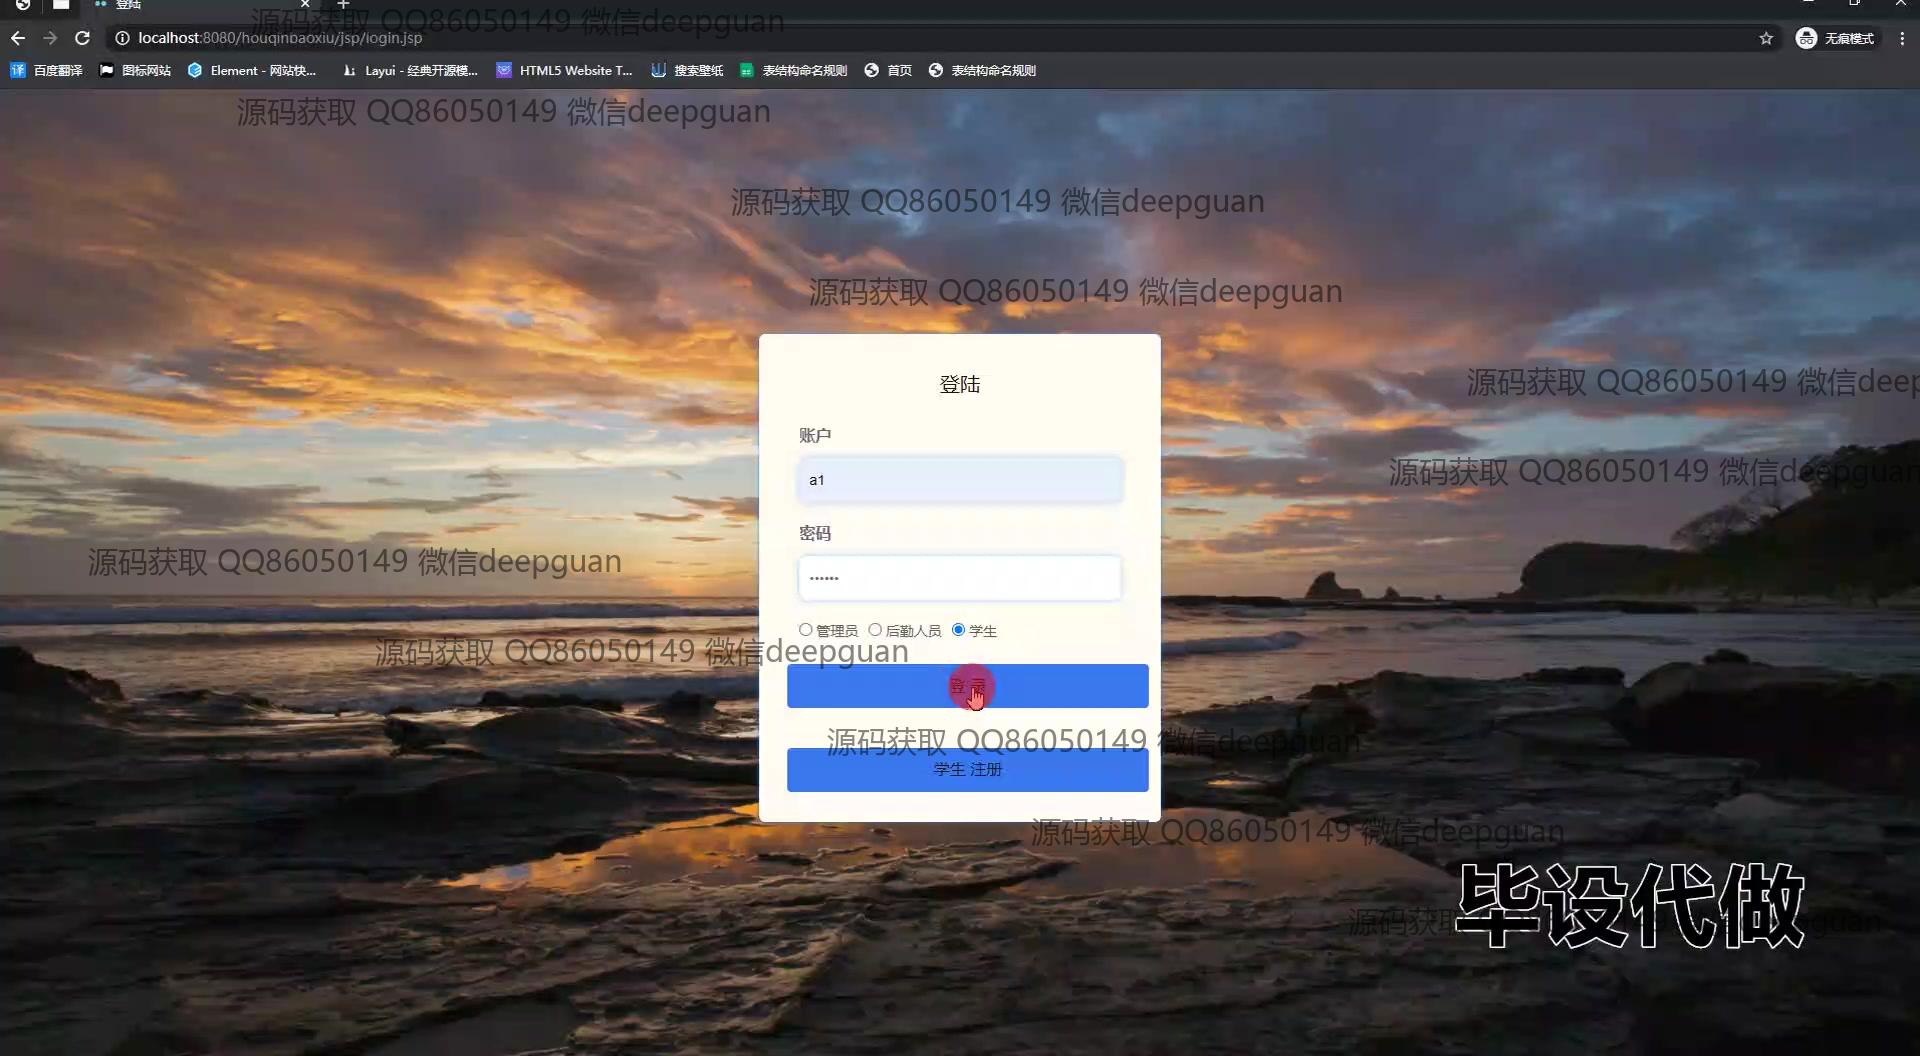 登陆
源码获取 QQ86050149 微信deepguan
localhost:8080/houqinbaoxiu/jsp/login.jsp
无痕模式
百度翻译 图标网站 Element - 网站快... Layui - 经典开源模... HTML5 Website T... 搜索壁纸 表结构命名规则 首页 表结构命名规则
源码获取 QQ86050149 微信deepguan
源码获取 QQ86050149 微信deepguan
源码获取 QQ86050149 微信deepguan
登陆
源码获取 QQ86050149 微信deep
账户
源码获取 QQ86050149 微信deepguan
a1
密码
源码获取 QQ86050149 微信deepguan
••••••
管理员 后勤人员 学生
源码获取 QQ86050149 微信deepguan
登录
源码获取 QQ86050149 微信deepguan
学生 注册
源码获取 QQ86050149 微信deepguan
毕设代做
源码获取
guan